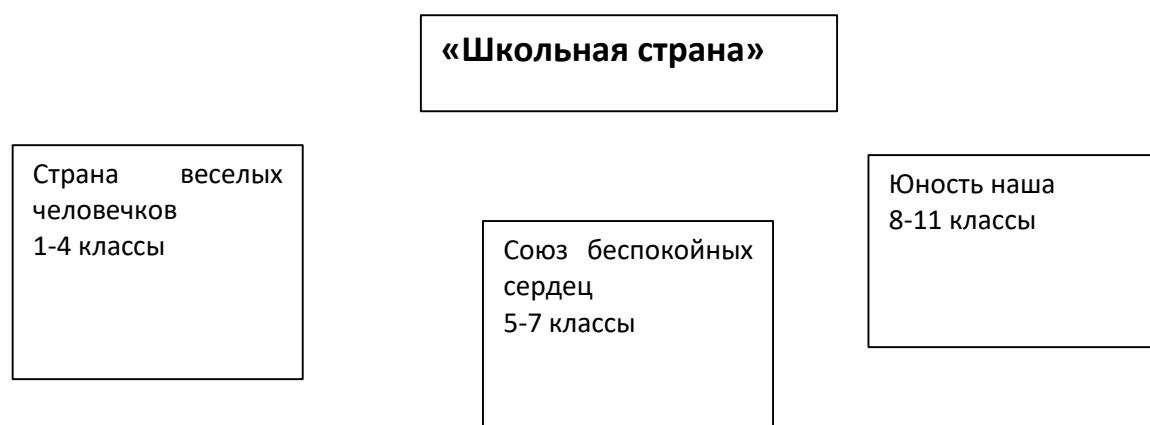 «Школьная страна»
Страна веселых
человечков
1-4 классы
Союз беспокойных
сердец
5-7 классы
Юность наша
8-11 классы